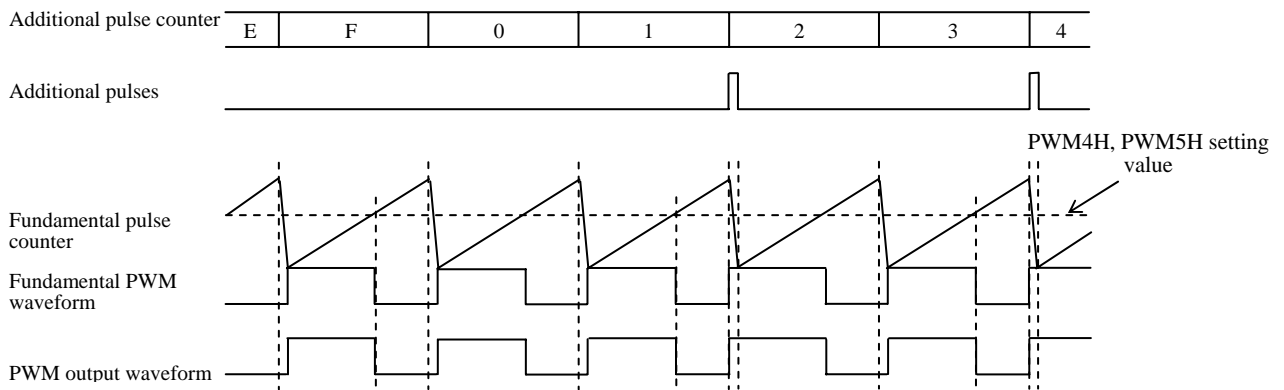 Additional pulse counter
E F 0 1 2 3 4
Additional pulses
PWM4H, PWM5H setting
value
Fundamental pulse
counter
Fundamental PWM
waveform
PWM output waveform